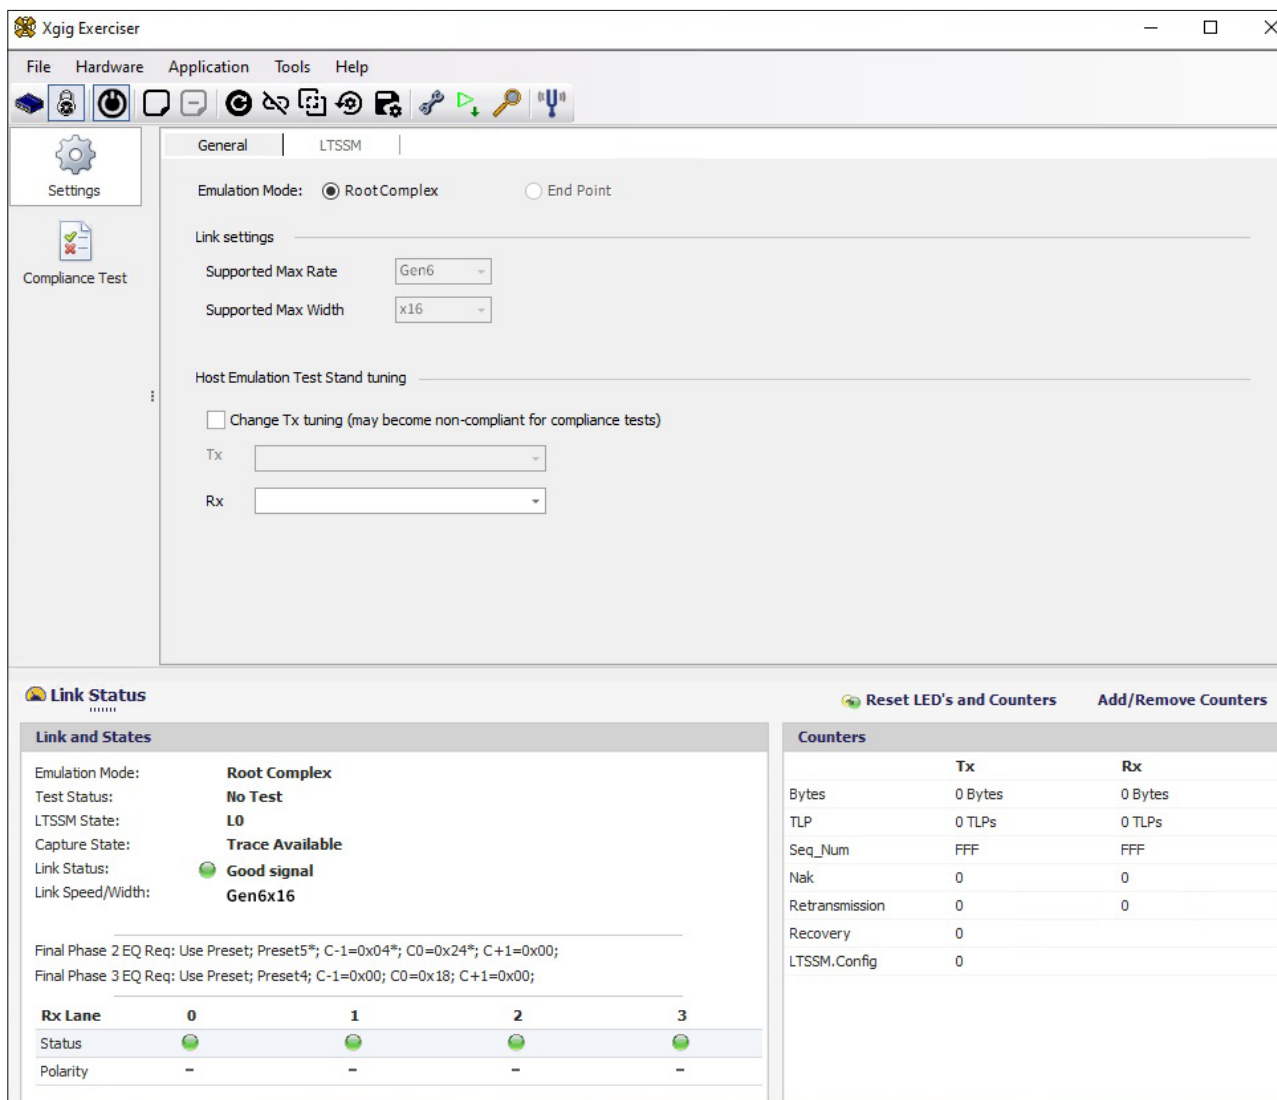 Xgig Exerciser
File Hardware Application Tools Help
Settings
Compliance Test
General LTSSM
Emulation Mode: Root Complex End Point
Link settings
Supported Max Rate Gen6
Supported Max Width x16
Host Emulation Test Stand tuning
Change Tx tuning (may become non-compliant for compliance tests)
Tx
Rx
Link Status
Reset LED's and Counters Add/Remove Counters
Link and States
Emulation Mode: Root Complex
Test Status: No Test
LTSSM State: L0
Capture State: Trace Available
Link Status: Good signal
Link Speed/Width: Gen6x16
Final Phase 2 EQ Req: Use Preset; Preset5*; C-1=0x04*; C0=0x24*; C+1=0x00;
Final Phase 3 EQ Req: Use Preset; Preset4; C-1=0x00; C0=0x18; C+1=0x00;
Rx Lane 0 1 2 3
Status
Polarity - - - -
Counters
Tx Rx
Bytes 0 Bytes 0 Bytes
TLP 0 TLPs 0 TLPs
Seq_Num FFF FFF
Nak 0 0
Retransmission 0 0
Recovery 0
LTSSM.Config 0